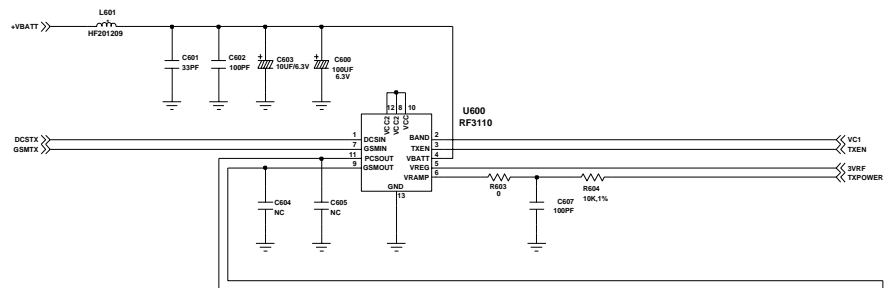 L601
+VBATT
HF201209
C601
33PF
C602
100PF
C603
10UF/6.3V
C600
100UF
6.3V
12 8 10
VCC2
VCC2
VCC
U600
RF3110
DCSTX
GSMTX
1
7
11
9
DCSIN
GSMIN
PCSOUT
GSMOUT
BAND
TXEN
VBATT
VREG
VRAMP
2
3
4
5
6
GND
13
VC1
TXEN
3VRF
TXPOWER
C604
NC
C605
NC
R603
0
C607
100PF
R604
10K,1%